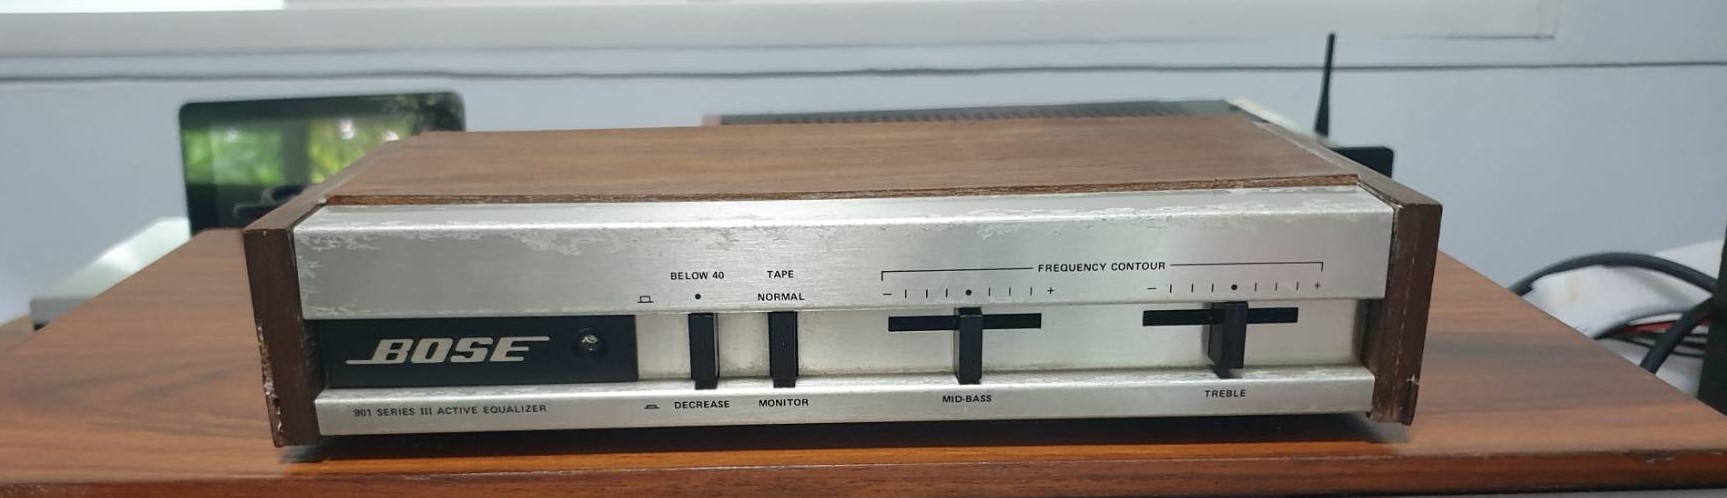 BELOW 40
TAPE
NORMAL
FREQUENCY CONTOUR
− +
− +
BOSE
901 SERIES III ACTIVE EQUALIZER
DECREASE
MONITOR
MID-BASS
TREBLE